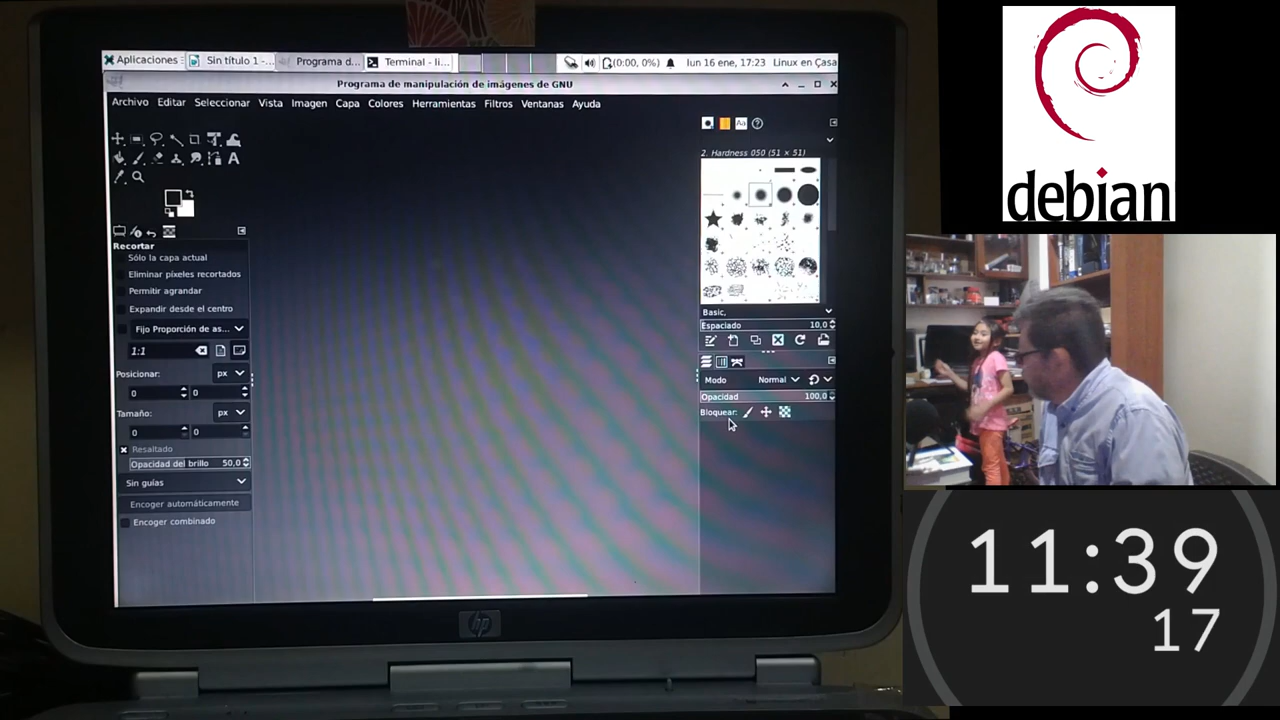 Aplicaciones
Sin título 1 -...
Programa d...
Terminal - li...
(0:00, 0%)
lun 16 ene, 17:23
Linux en Çasa
Programa de manipulación de imágenes de GNU
Archivo Editar Seleccionar Vista Imagen Capa Colores Herramientas Filtros Ventanas Ayuda
Recortar
Sólo la capa actual
Eliminar píxeles recortados
Permitir agrandar
Expandir desde el centro
Fijo Proporción de as...
1:1
Posicionar: px
0 0
Tamaño: px
0 0
Resaltado
Opacidad del brillo 50,0
Sin guías
Encoger automáticamente
Encoger combinado
2. Hardness 050 (51 × 51)
Basic,
Espaciado 10,0
Modo Normal
Opacidad 100,0
Bloquear:
hp
debian
11:39
17